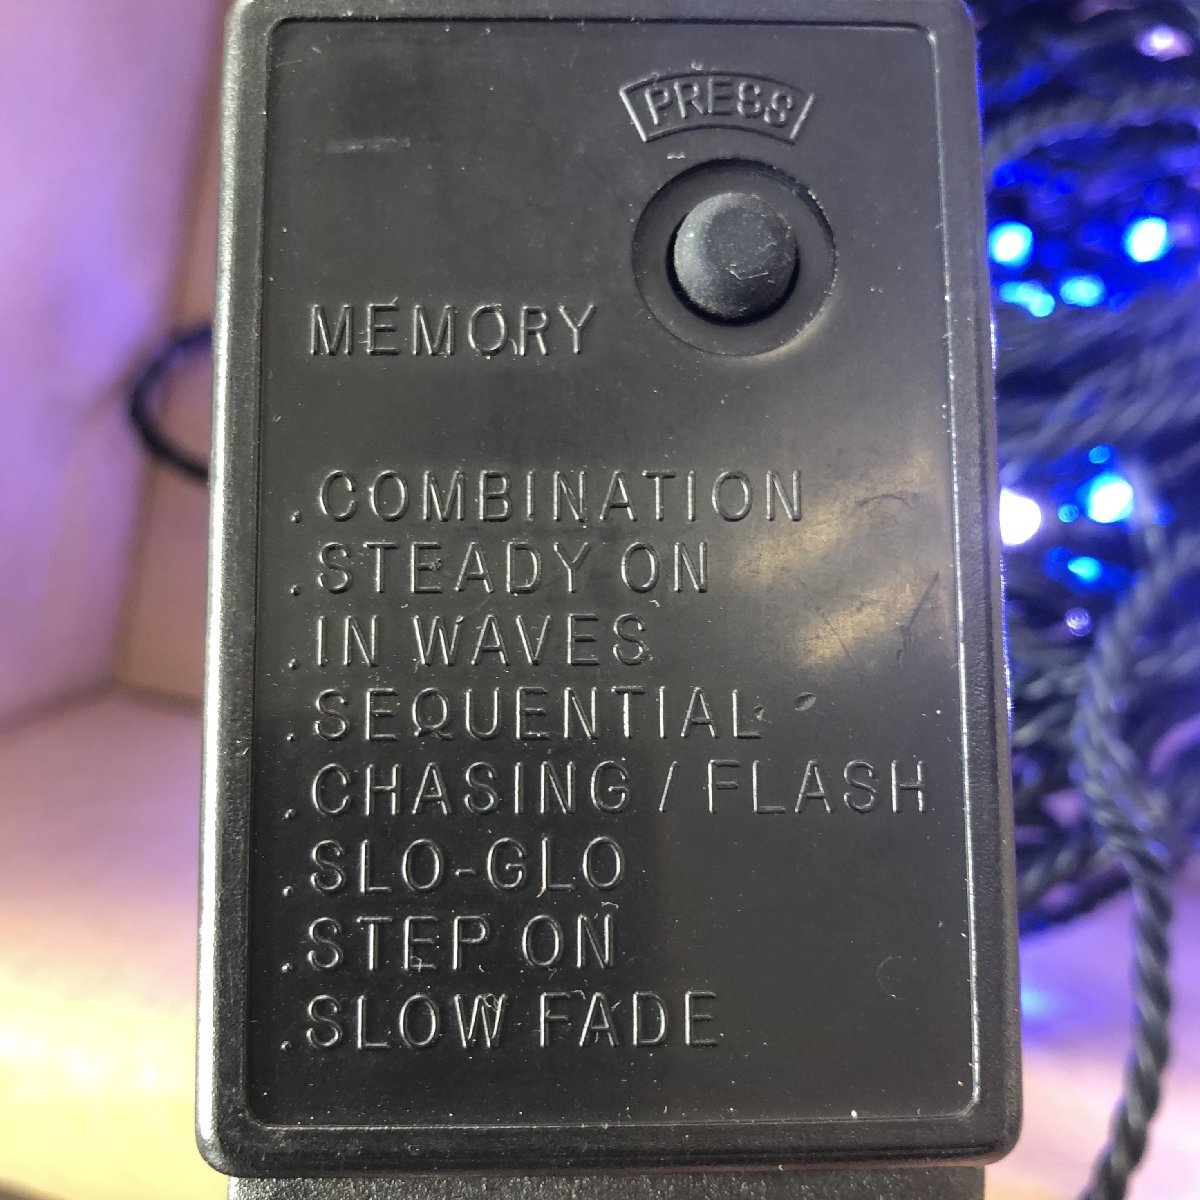 PRESS
MEMORY
.COMBINATION
.STEADY ON
.IN WAVES
.SEQUENTIAL
.CHASING / FLASH
.SLO-GLO
.STEP ON
.SLOW FADE